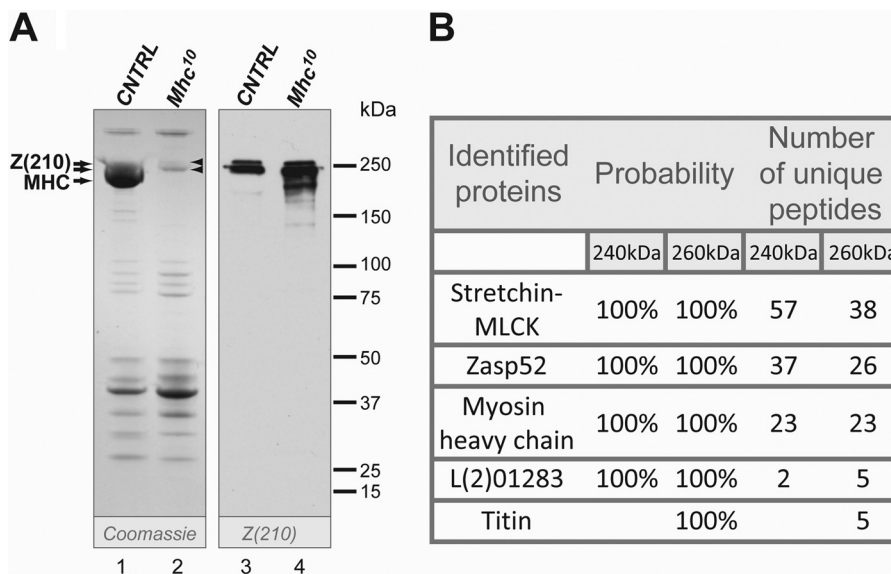 A
CNTRL
Mhc10
CNTRL
Mhc10
kDa
Z(210)
MHC
250
150
100
75
50
37
25
15
Coomassie
Z(210)
1 2 3 4
B
Identified proteins
Probability
Number of unique peptides
240kDa 260kDa 240kDa 260kDa
Stretchin-
MLCK
100% 100% 57 38
Zasp52 100% 100% 37 26
Myosin
heavy chain
100% 100% 23 23
L(2)01283 100% 100% 2 5
Titin 100% 5